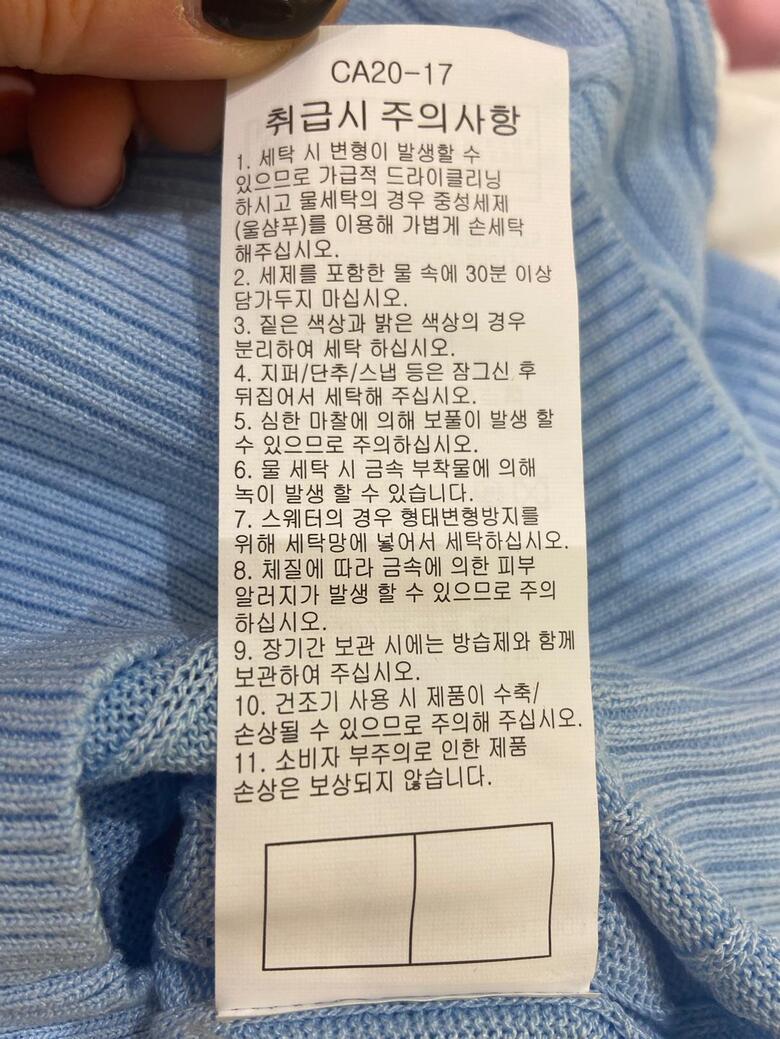 CA20-17
취급시 주의사항
1. 세탁 시 변형이 발생할 수
있으므로 가급적 드라이클리닝
하시고 물세탁의 경우 중성세제
(울샴푸)를 이용해 가볍게 손세탁
해주십시오.
2. 세제를 포함한 물 속에 30분 이상
담가두지 마십시오.
3. 짙은 색상과 밝은 색상의 경우
분리하여 세탁 하십시오.
4. 지퍼/단추/스냅 등은 잠그신 후
뒤집어서 세탁해 주십시오.
5. 심한 마찰에 의해 보풀이 발생 할
수 있으므로 주의하십시오.
6. 물 세탁 시 금속 부착물에 의해
녹이 발생 할 수 있습니다.
7. 스웨터의 경우 형태변형방지를
위해 세탁망에 넣어서 세탁하십시오.
8. 체질에 따라 금속에 의한 피부
알러지가 발생 할 수 있으므로 주의
하십시오.
9. 장기간 보관 시에는 방습제와 함께
보관하여 주십시오.
10. 건조기 사용 시 제품이 수축/
손상될 수 있으므로 주의해 주십시오.
11. 소비자 부주의로 인한 제품
손상은 보상되지 않습니다.